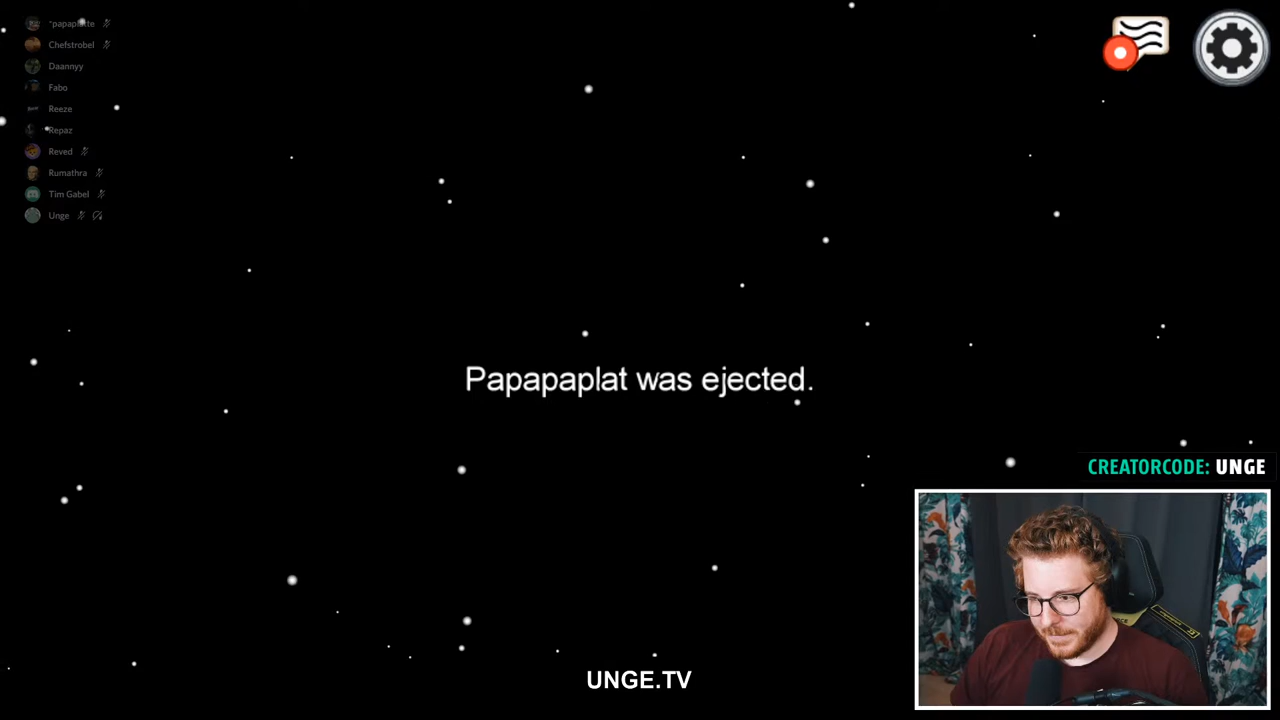 *papaplatte
Chefstrobel
Daannyy
Fabo
Reeze
Repaz
Reved
Rumathra
Tim Gabel
Unge
Papapaplat was ejected.
CREATORCODE: UNGE
UNGE.TV